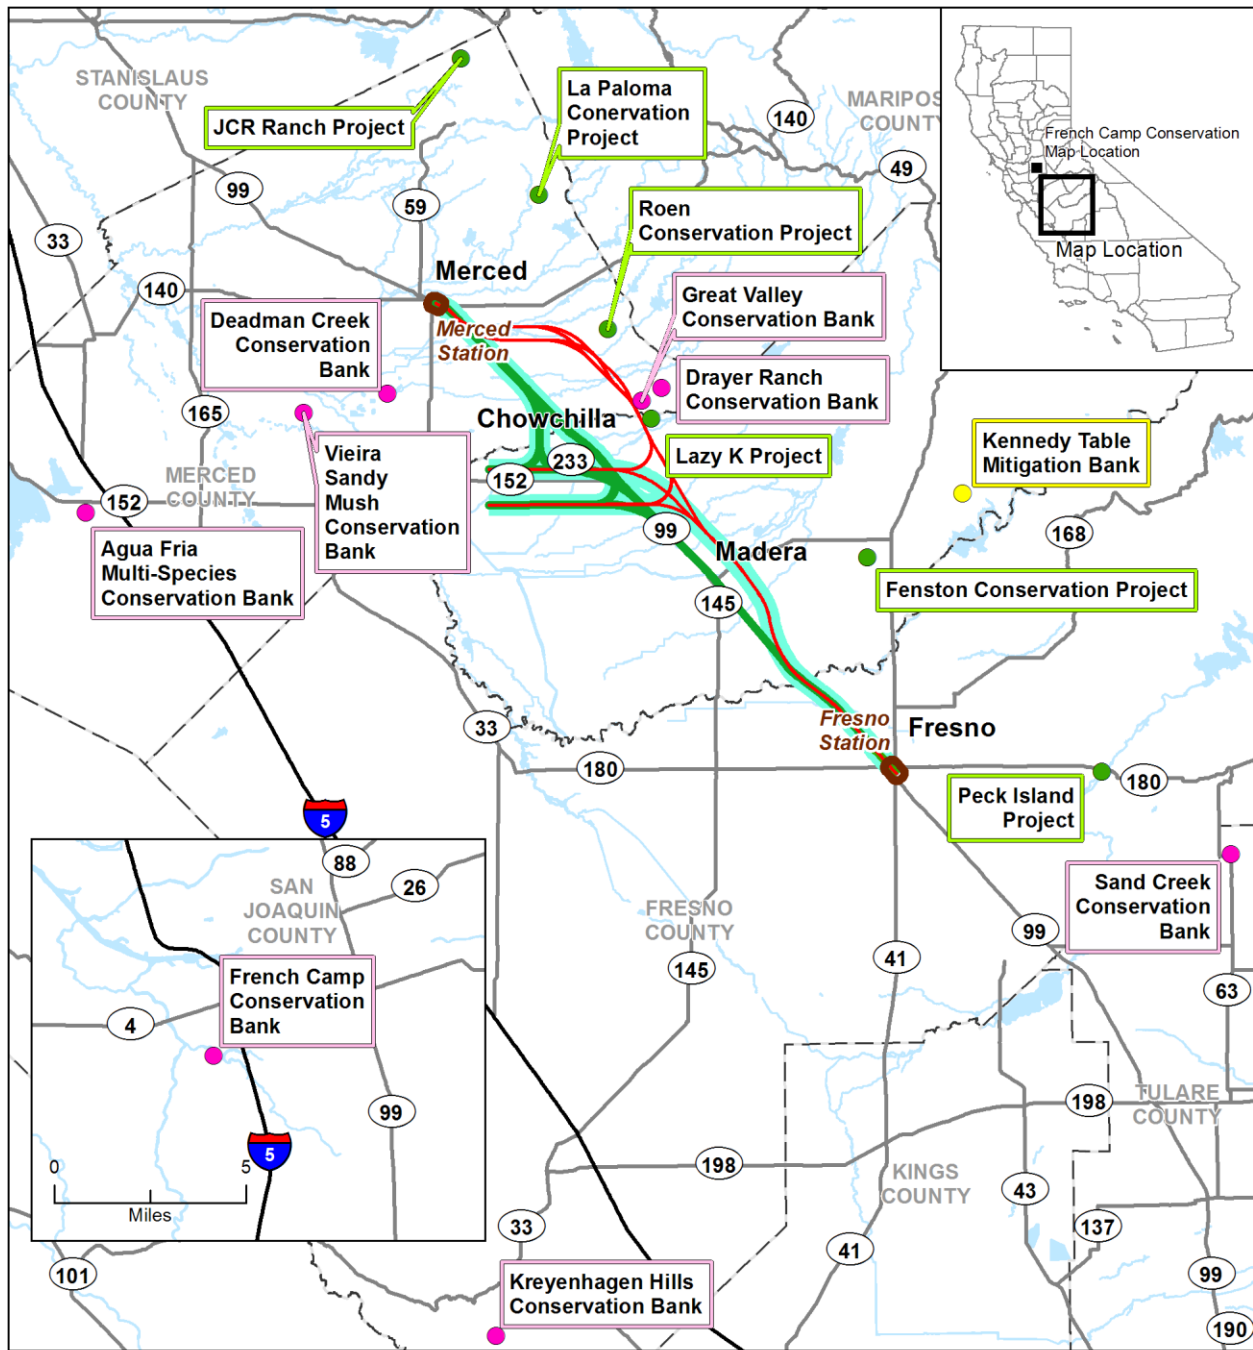 STANISLAUS
COUNTY
JCR Ranch Project
La Paloma
Conervation
Project
MARIPOS
COUNTY
140
49
French Camp Conservation
Map Location
Map Location
99
59
33
140
Roen
Conservation Project
Merced
Merced
Station
Great Valley
Conservation Bank
Deadman Creek
Conservation
Bank
Drayer Ranch
Conservation Bank
165
Chowchilla
Vieira
Sandy
Mush
Conservation
Bank
233
152
Lazy K Project
Kennedy Table
Mitigation Bank
MERCED
COUNTY
152
99
168
Agua Fria
Multi-Species
Conservation Bank
Madera
Fenston Conservation Project
145
33
Fresno
Station
Fresno
180
180
Peck Island
Project
5
88
26
SAN
JOAQUIN
COUNTY
FRESNO
COUNTY
Sand Creek
Conservation
Bank
99
145
41
63
French Camp
Conservation
Bank
4
99
5
0
5
Miles
198
TULARE
COUNTY
198
KINGS
COUNTY
43
33
137
41
101
99
Kreyenhagen Hills
Conservation Bank
190